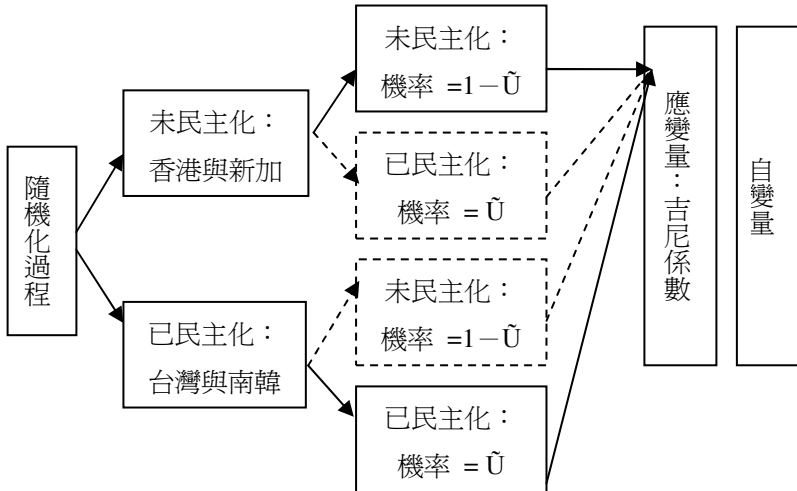 隨機化過程
未民主化：
香港與新加
已民主化：
台灣與南韓
未民主化：
機率 =1－Ũ
已民主化：
機率 = Ũ
未民主化：
機率 =1－Ũ
已民主化：
機率 = Ũ
應變量：吉尼係數
自變量